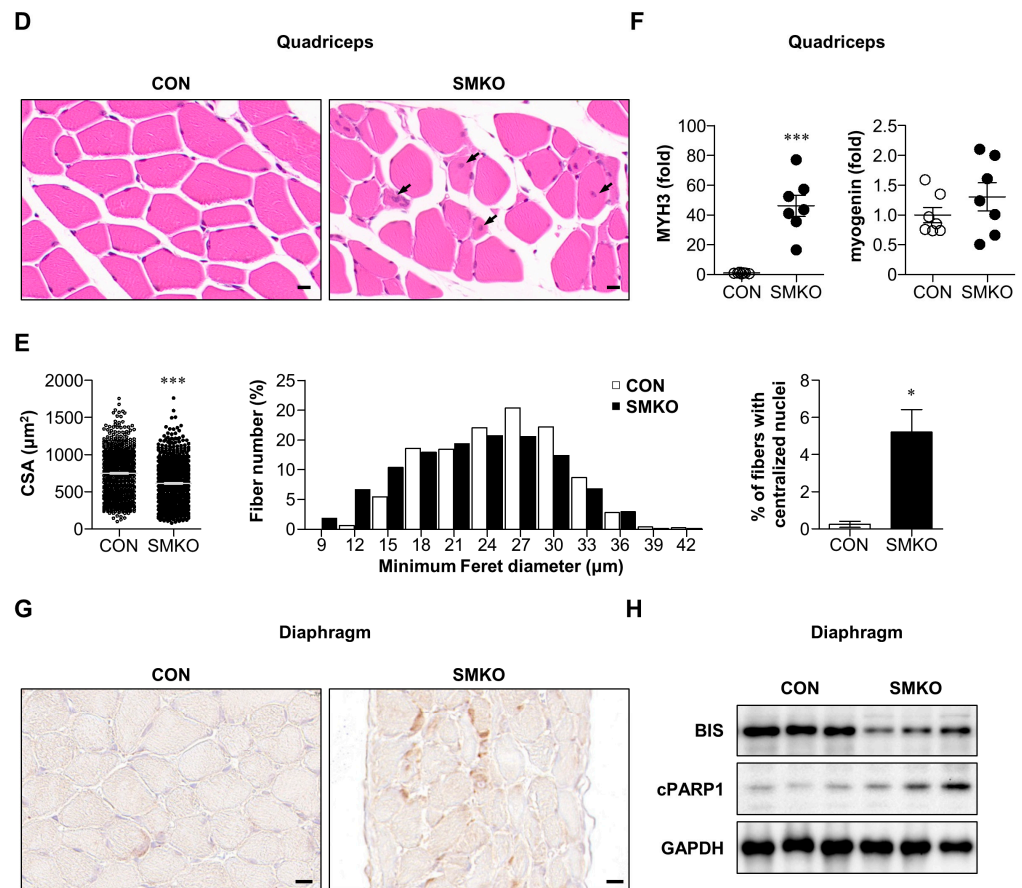 D
Quadriceps
CON
SMKO
F
Quadriceps
MYH3 (fold)
100
80
60
40
20
0
***
CON
SMKO
myogenin (fold)
2.5
2.0
1.5
1.0
0.5
0
CON
SMKO
E
CSA (µm²)
2000
1500
1000
500
0
***
CON
SMKO
Fiber number (%)
25
20
20
10
5
0
CON
SMKO
9 12 15 18 21 24 27 30 33 36 39 42
Minimum Feret diameter (µm)
% of fibers with
centralized nuclei
8
6
4
2
0
*
CON
SMKO
G
Diaphragm
CON
SMKO
H
Diaphragm
CON
SMKO
BIS
cPARP1
GAPDH